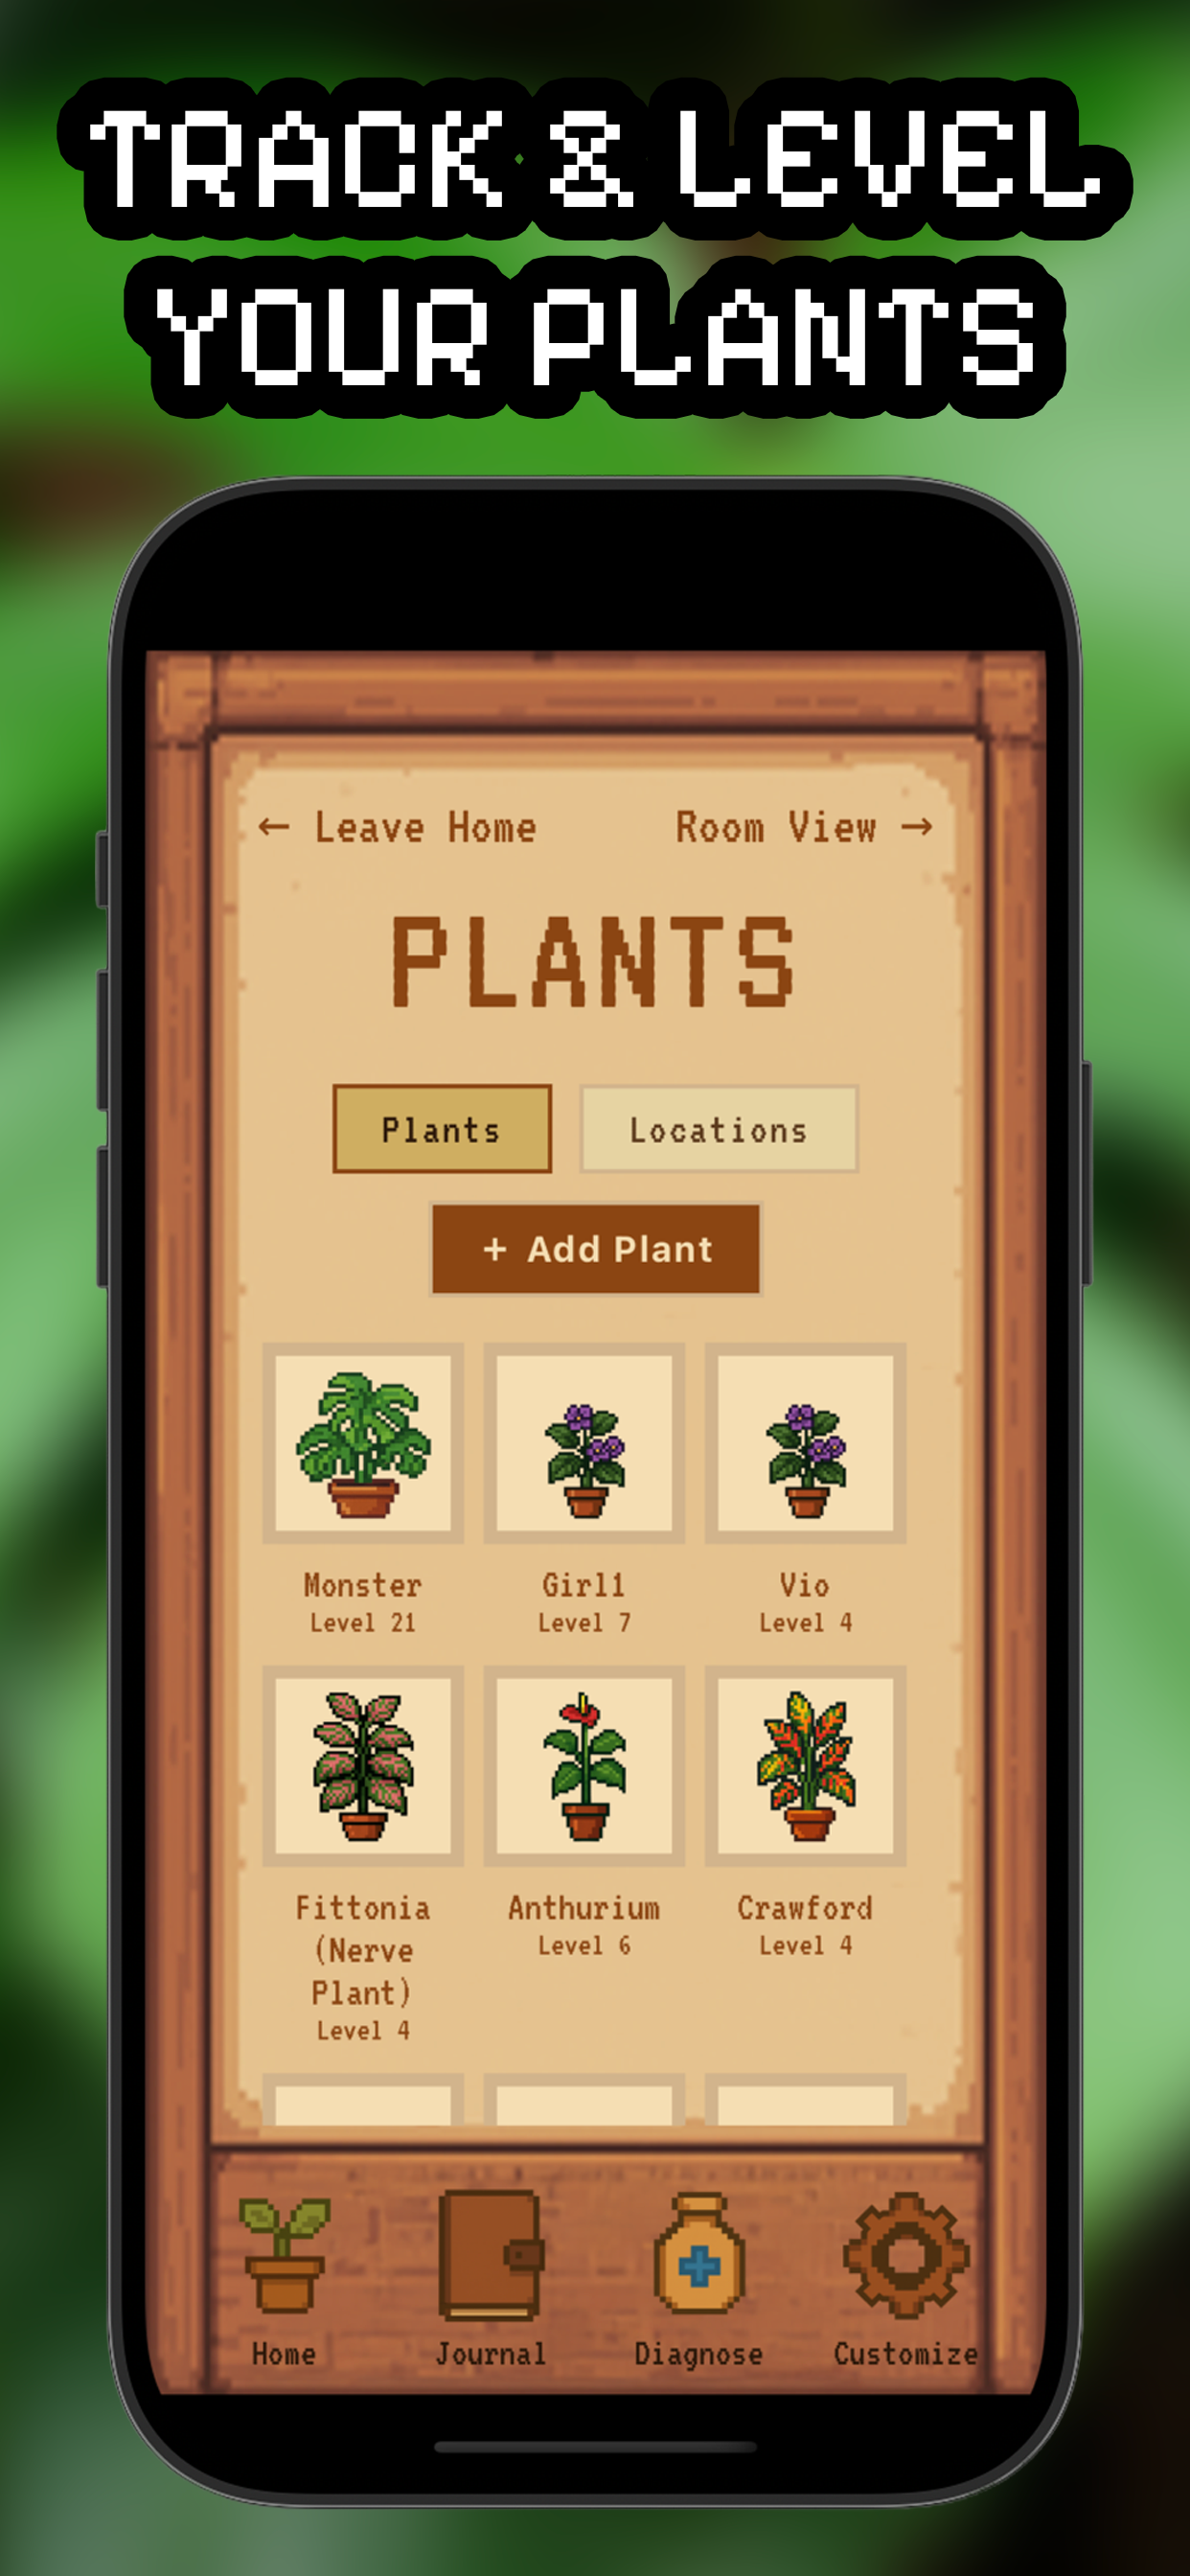 TRACK & LEVEL
YOUR PLANTS
← Leave Home Room View →
PLANTS
Plants Locations
+ Add Plant
Monster Girl1 Vio
Level 21 Level 7 Level 4
Fittonia Anthurium Crawford
(Nerve Level 6 Level 4
Plant)
Level 4
Home Journal Diagnose Customize